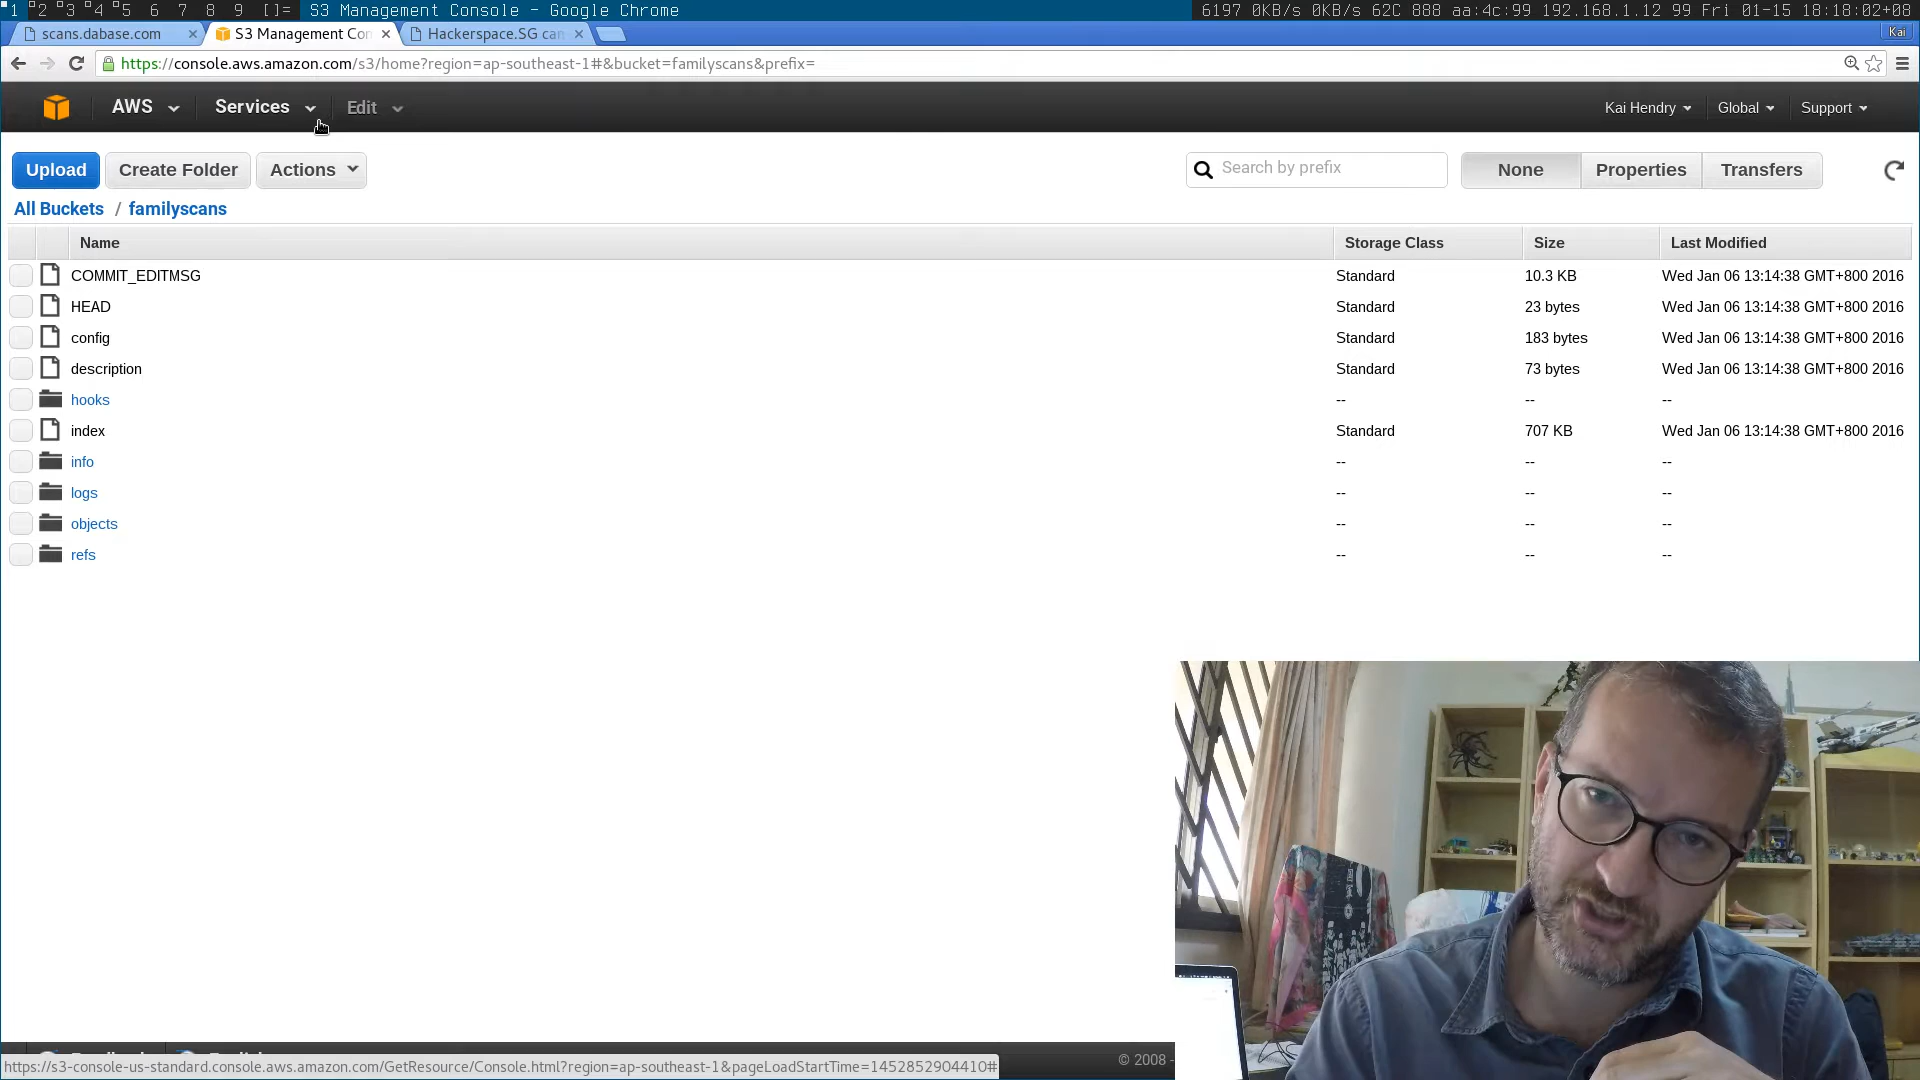 1 2 3 4 5 6 7 8 9 []= S3 Management Console - Google Chrome 6197 0KB/s 0KB/s 62C 888 aa:4c:99 192.168.1.12 99 Fri 01-15 18:18:02+08
scans.dabase.com S3 Management Con Hackerspace.SG can Kai
https://console.aws.amazon.com/s3/home?region=ap-southeast-1#&bucket=familyscans&prefix=
AWS Services Edit Kai Hendry Global Support
Upload Create Folder Actions Search by prefix None Properties Transfers
All Buckets / familyscans
Name Storage Class Size Last Modified
COMMIT_EDITMSG Standard 10.3 KB Wed Jan 06 13:14:38 GMT+800 2016
HEAD Standard 23 bytes Wed Jan 06 13:14:38 GMT+800 2016
config Standard 183 bytes Wed Jan 06 13:14:38 GMT+800 2016
description Standard 73 bytes Wed Jan 06 13:14:38 GMT+800 2016
hooks -- -- --
index Standard 707 KB Wed Jan 06 13:14:38 GMT+800 2016
info -- -- --
logs -- -- --
objects -- -- --
refs -- -- --
© 2008 -
https://s3-console-us-standard.console.aws.amazon.com/GetResource/Console.html?region=ap-southeast-1&pageLoadStartTime=1452852904410#